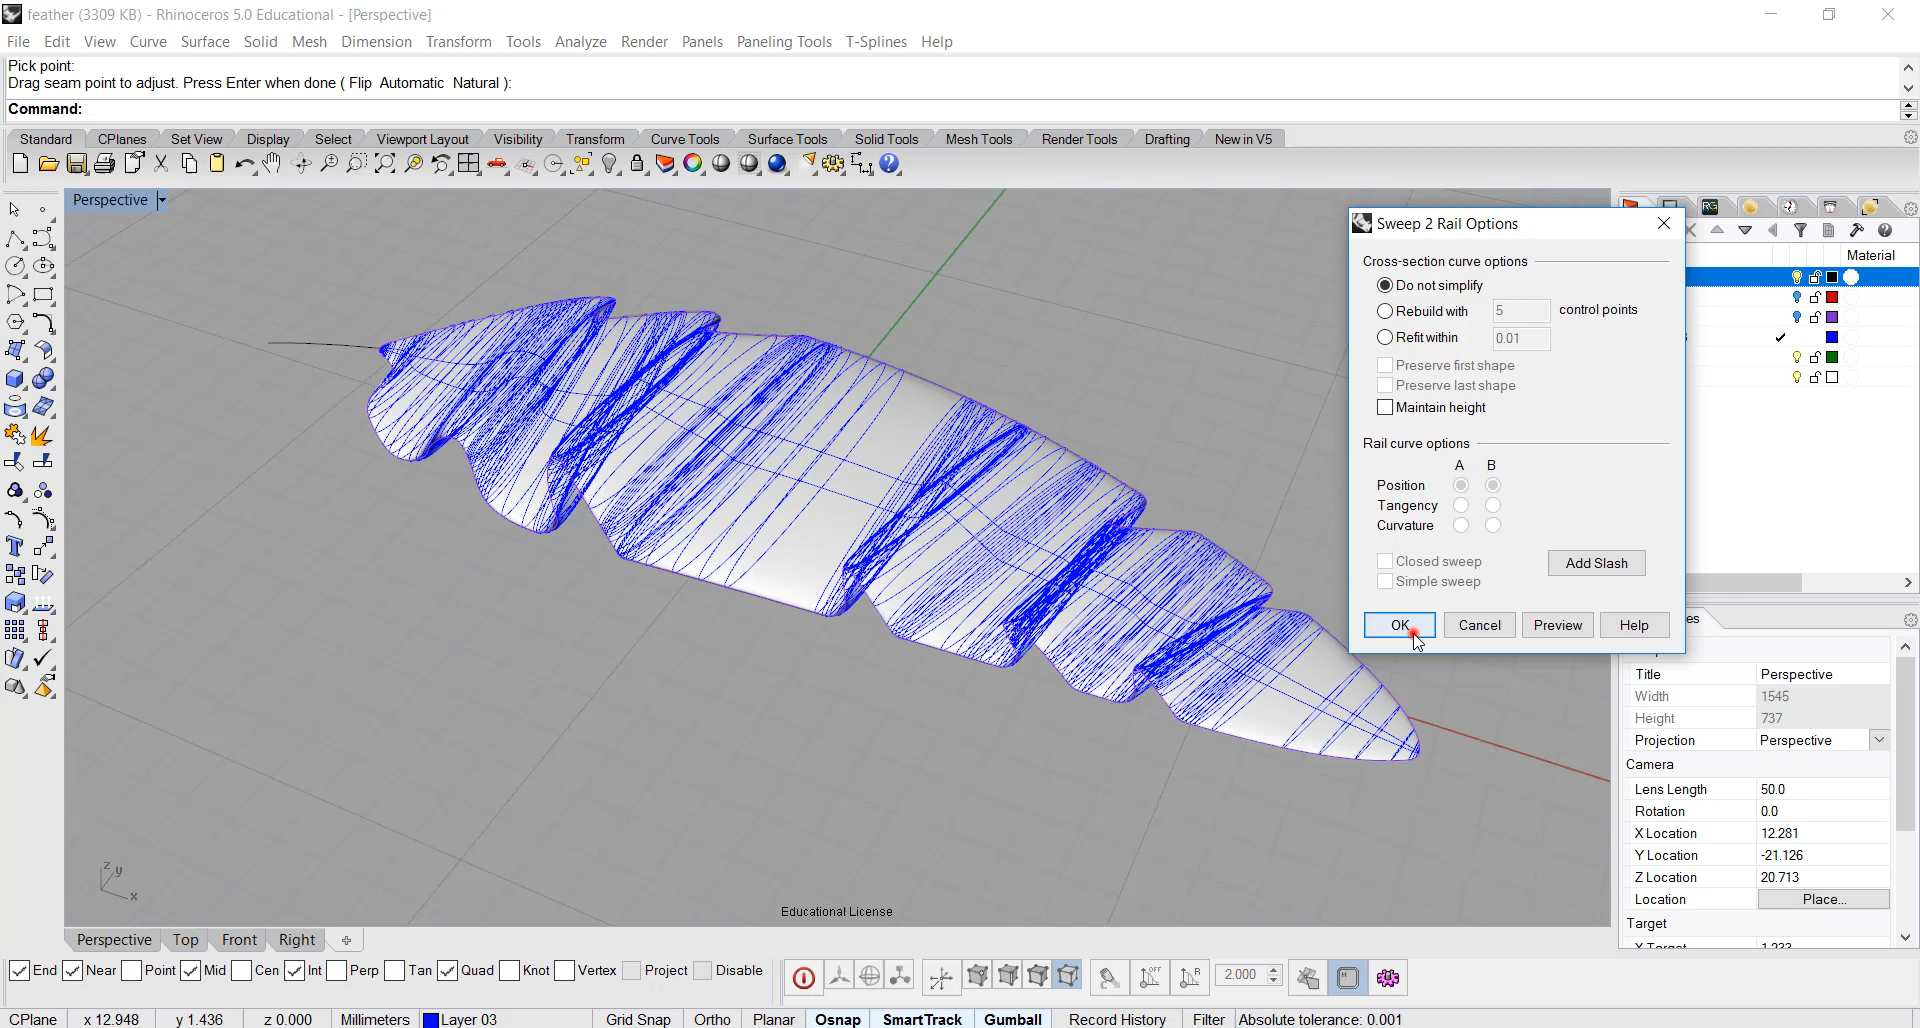 feather (3309 KB) - Rhinoceros 5.0 Educational - [Perspective]
File Edit View Curve Surface Solid Mesh Dimension Transform Tools Analyze Render Panels Paneling Tools T-Splines Help
Pick point:
Drag seam point to adjust. Press Enter when done ( Flip Automatic Natural ):
Command:
Standard CPlanes Set View Display Select Viewport Layout Visibility Transform Curve Tools Surface Tools Solid Tools Mesh Tools Render Tools Drafting New in V5
Perspective
Sweep 2 Rail Options
Cross-section curve options
Do not simplify
Rebuild with 5 control points
Refit within 0.01
Preserve first shape
Preserve last shape
Maintain height
Rail curve options
A B
Position
Tangency
Curvature
Closed sweep
Simple sweep
Add Slash
OK Cancel Preview Help
Material
Title Perspective
Width 1545
Height 737
Projection Perspective
Camera
Lens Length 50.0
Rotation 0.0
X Location 12.281
Y Location -21.126
Z Location 20.713
Location Place...
Target
X Target 1.233
z y x
Educational License
Perspective Top Front Right
End Near Point Mid Cen Int Perp Tan Quad Knot Vertex Project Disable
2.000
CPlane x 12.948 y 1.436 z 0.000 Millimeters Layer 03 Grid Snap Ortho Planar Osnap SmartTrack Gumball Record History Filter Absolute tolerance: 0.001